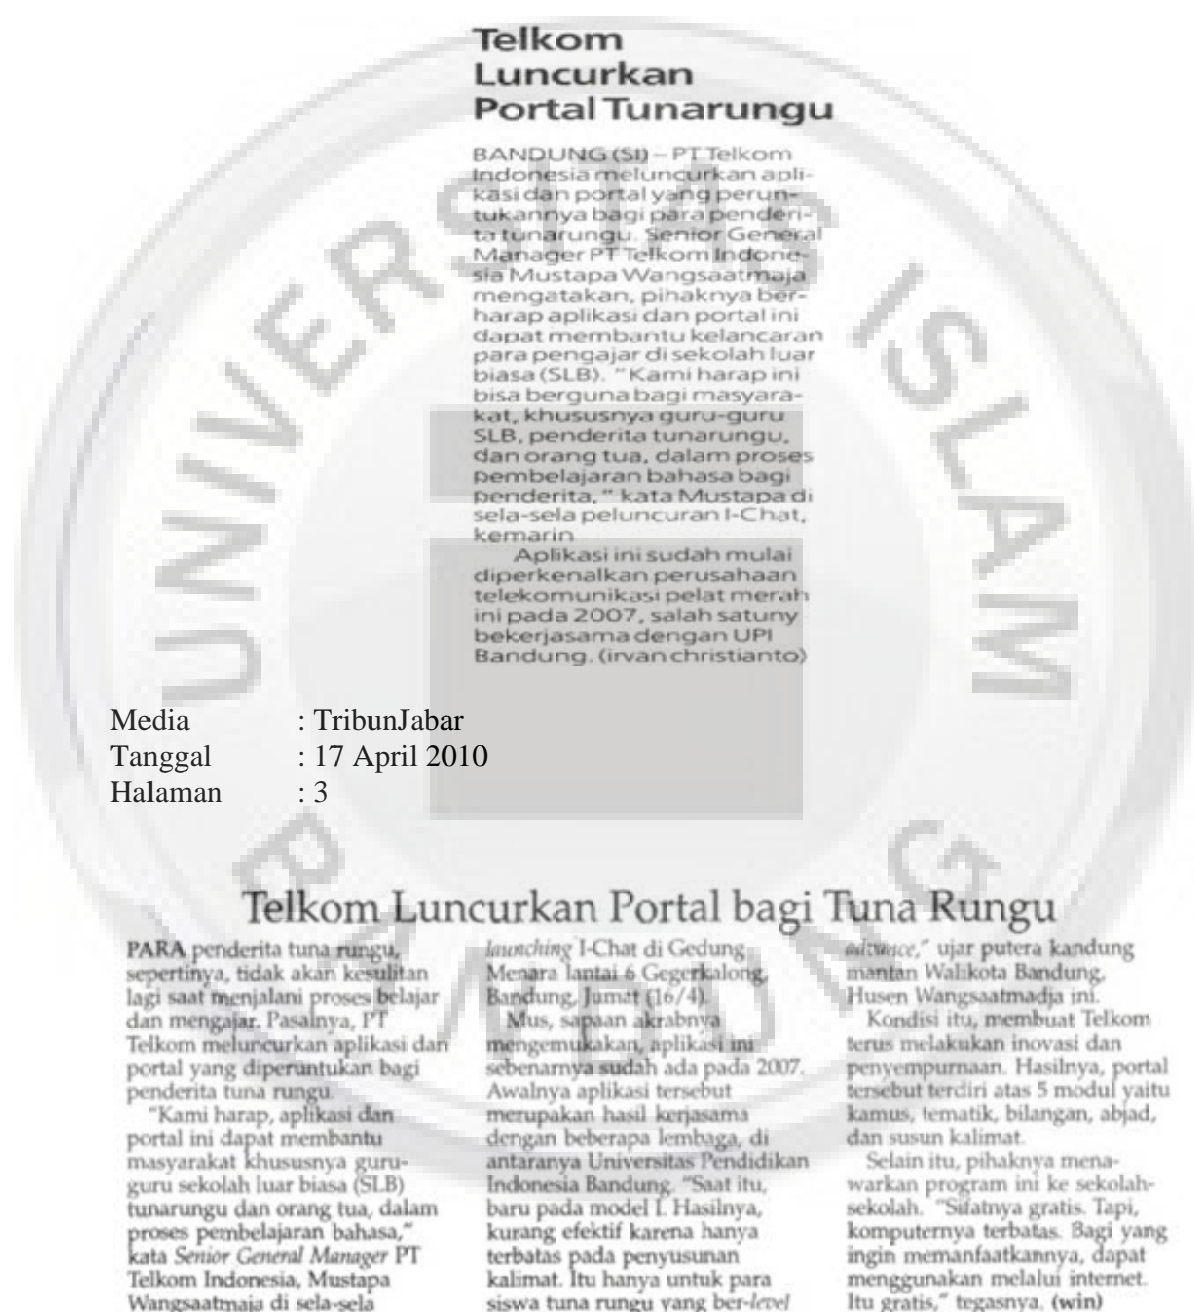 Telkom
Luncurkan
Portal Tunarungu
BANDUNG (SI) – PT Telkom
Indonesia meluncurkan apli-
kasi dan portal yang perun-
tukannya bagi para penderi-
ta tunarungu. Senior General
Manager PT Telkom Indone-
sia Mustapa Wangsaatmaja
mengatakan, pihaknya ber-
harap aplikasi dan portal ini
dapat membantu kelancaran
para pengajar di sekolah luar
biasa (SLB). "Kami harap ini
bisa berguna bagi masyara-
kat, khususnya guru-guru
SLB, penderita tunarungu,
dan orang tua, dalam proses
pembelajaran bahasa bagi
penderita," kata Mustapa di
sela-sela peluncuran I-Chat,
kemarin
Aplikasi ini sudah mulai
diperkenalkan perusahaan
telekomunikasi pelat merah
ini pada 2007, salah satuny
bekerjasama dengan UPI
Bandung. (irvan christianto)
Media : TribunJabar
Tanggal : 17 April 2010
Halaman : 3
Telkom Luncurkan Portal bagi Tuna Rungu
PARA penderita tuna rungu,
sepertinya, tidak akan kesulitan
lagi saat menjalani proses belajar
dan mengajar. Pasalnya, PT
Telkom meluncurkan aplikasi dan
portal yang diperuntukan bagi
penderita tuna rungu.
"Kami harap, aplikasi dan
portal ini dapat membantu
masyarakat khususnya guru-
guru sekolah luar biasa (SLB)
tunarungu dan orang tua, dalam
proses pembelajaran bahasa,"
kata Senior General Manager PT
Telkom Indonesia, Mustapa
Wangsaatmaja di sela-sela
launching I-Chat di Gedung
Menara lantai 6 Gegerkalong,
Bandung, Jumat (16/4).
Mus, sapaan akrabnya
mengemukakan, aplikasi ini
sebenarnya sudah ada pada 2007.
Awalnya aplikasi tersebut
merupakan hasil kerjasama
dengan beberapa lembaga, di
antaranya Universitas Pendidikan
Indonesia Bandung. "Saat itu,
baru pada model I. Hasilnya,
kurang efektif karena hanya
terbatas pada penyusunan
kalimat. Itu hanya untuk para
siswa tuna rungu yang ber-level
advance," ujar putera kandung
mantan Walikota Bandung,
Husen Wangsaatmadja ini.
Kondisi itu, membuat Telkom
terus melakukan inovasi dan
penyempurnaan. Hasilnya, portal
tersebut terdiri atas 5 modul yaitu
kamus, tematik, bilangan, abjad,
dan susun kalimat.
Selain itu, pihaknya mena-
warkan program ini ke sekolah-
sekolah. "Sifatnya gratis. Tapi,
komputernya terbatas. Bagi yang
ingin memanfaatkannya, dapat
menggunakan melalui internet.
Itu gratis," tegasnya. (win)
UNIVERSITAS ISLAM
BANDUNG